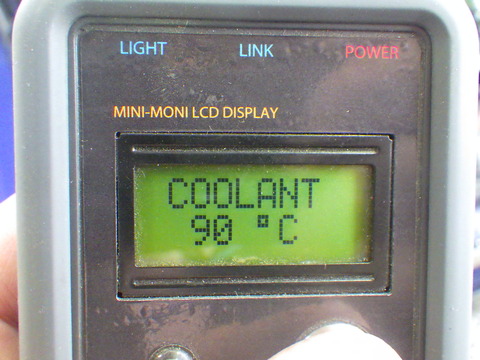 LIGHT LINK POWER
MINI-MONI LCD DISPLAY
COOLANT
90 °C